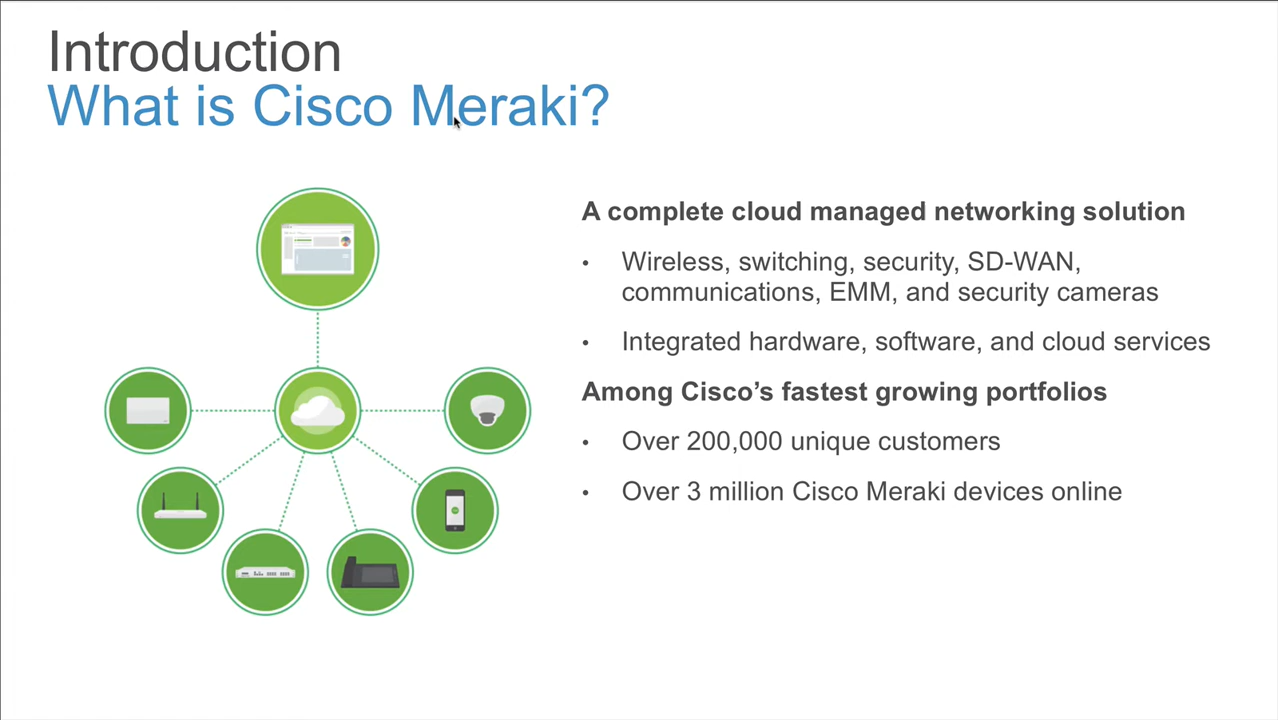 Introduction
What is Cisco Meraki?
A complete cloud managed networking solution
• Wireless, switching, security, SD-WAN,
communications, EMM, and security cameras
• Integrated hardware, software, and cloud services
Among Cisco’s fastest growing portfolios
• Over 200,000 unique customers
• Over 3 million Cisco Meraki devices online